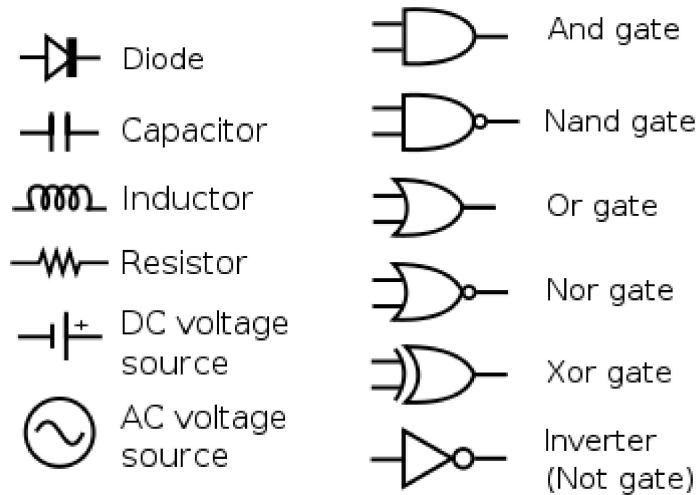 Diode
Capacitor
Inductor
Resistor
+
DC voltage
source
AC voltage
source
And gate
Nand gate
Or gate
Nor gate
Xor gate
Inverter
(Not gate)